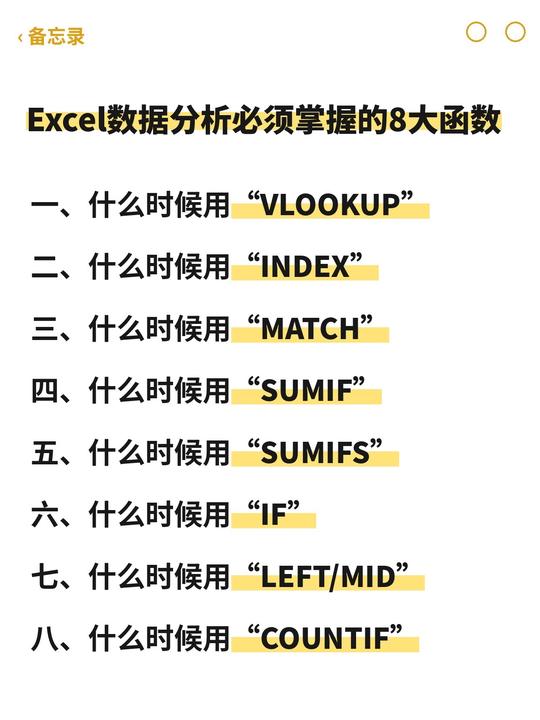 ‹ 备忘录
Excel数据分析必须掌握的8大函数
一、什么时候用“VLOOKUP”
二、什么时候用“INDEX”
三、什么时候用“MATCH”
四、什么时候用“SUMIF”
五、什么时候用“SUMIFS”
六、什么时候用“IF”
七、什么时候用“LEFT/MID”
八、什么时候用“COUNTIF”